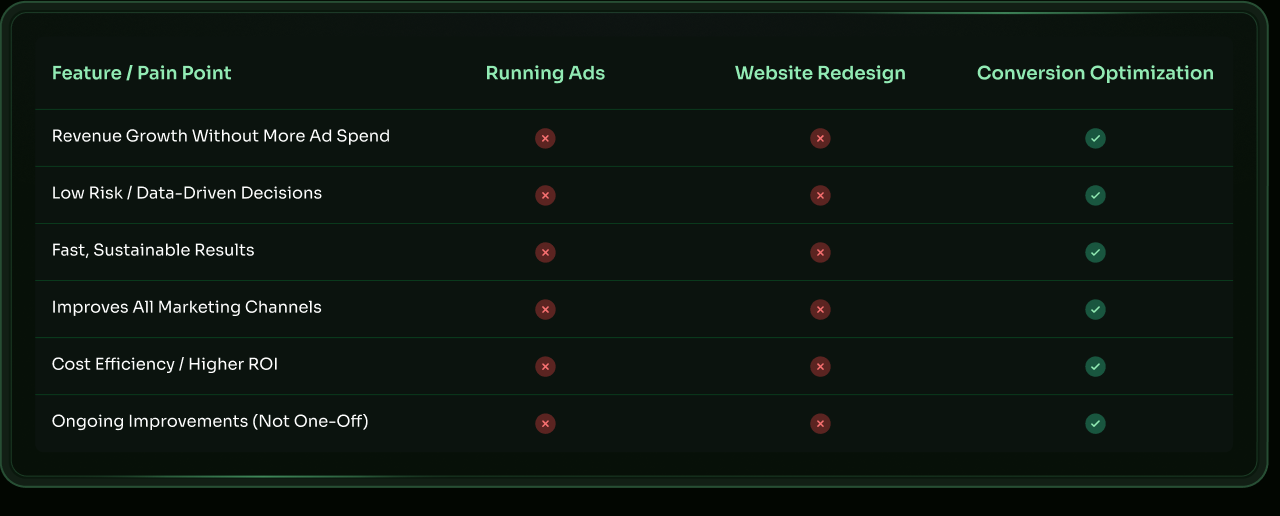 Feature / Pain Point Running Ads Website Redesign Conversion Optimization
Revenue Growth Without More Ad Spend
Low Risk / Data-Driven Decisions
Fast, Sustainable Results
Improves All Marketing Channels
Cost Efficiency / Higher ROI
Ongoing Improvements (Not One-Off)